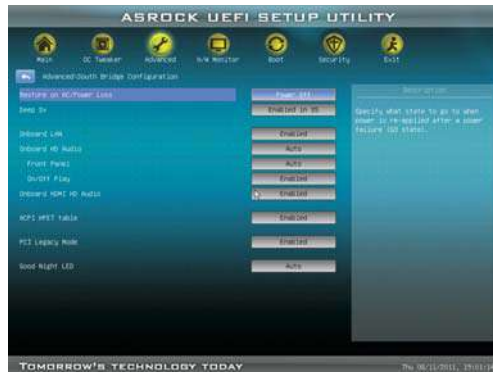 ASROCK UEFI SETUP UTILITY
Main OC Tweaker Advanced H/W Monitor Boot Security Exit
Advanced\South Bridge Configuration
Description
Restore on AC/Power Loss Power Off
Deep Sx Enabled in S5
Specify what state to go to when
power is re-applied after a power
failure (G3 state).
Onboard LAN Enabled
Onboard HD Audio Auto
Front Panel Auto
On/Off Play Enabled
Onboard HDMI HD Audio Enabled
ACPI HPET table Enabled
PCI Legacy Mode Enabled
Good Night LED Auto
TOMORROW'S TECHNOLOGY TODAY
Thu 08/11/2011,